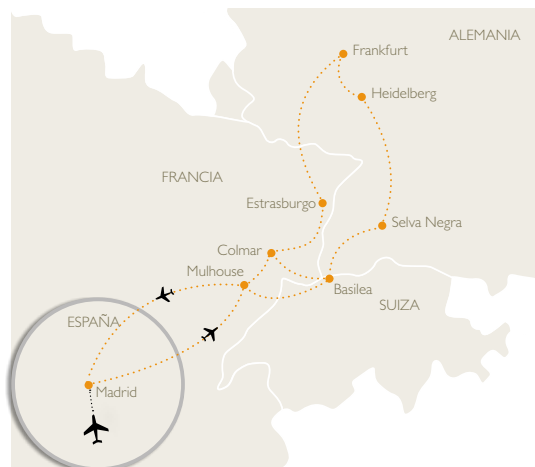 ALEMANIA
Frankfurt
Heidelberg
FRANCIA
Estrasburgo
Selva Negra
Colmar
Mulhouse
Basilea
SUIZA
ESPAÑA
Madrid